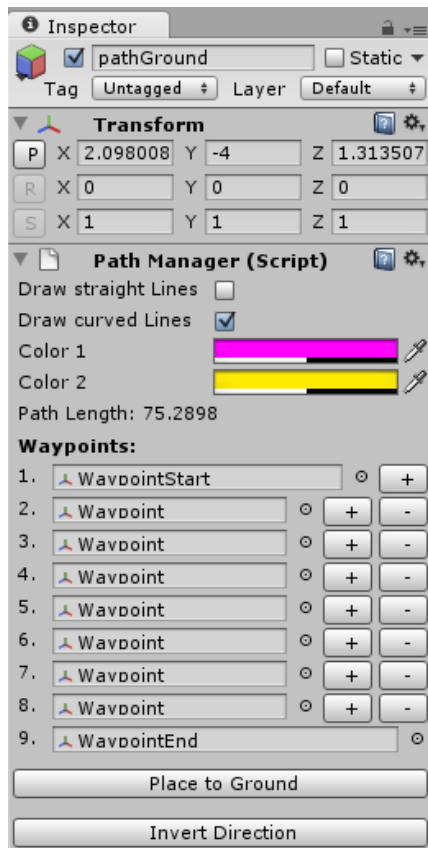 Inspector
pathGround Static
Tag Untagged Layer Default
Transform
P X 2.098008 Y -4 Z 1.313507
R X 0 Y 0 Z 0
S X 1 Y 1 Z 1
Path Manager (Script)
Draw straight Lines
Draw curved Lines
Color 1
Color 2
Path Length: 75.2898
Waypoints:
1. WaypointStart +
2. Waypoint + -
3. Waypoint + -
4. Waypoint + -
5. Waypoint + -
6. Waypoint + -
7. Waypoint + -
8. Waypoint + -
9. WaypointEnd
Place to Ground
Invert Direction